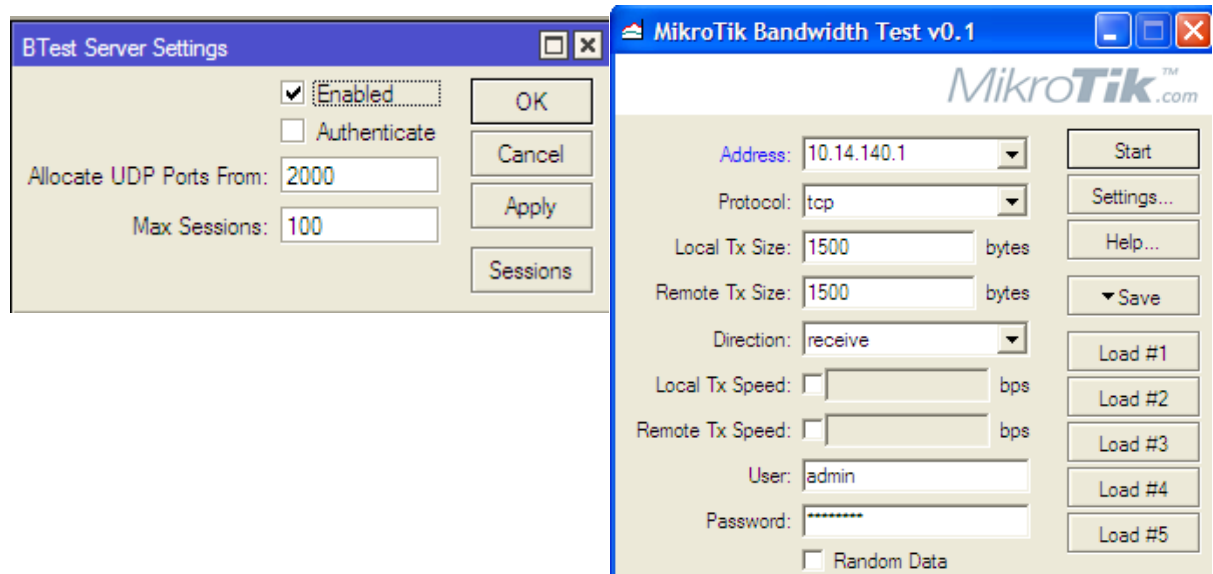 BTest Server Settings
Enabled
Authenticate
Allocate UDP Ports From: 2000
Max Sessions: 100
OK
Cancel
Apply
Sessions
MikroTik Bandwidth Test v0.1
MikroTik™.com
Address: 10.14.140.1
Protocol: tcp
Local Tx Size: 1500 bytes
Remote Tx Size: 1500 bytes
Direction: receive
Local Tx Speed: bps
Remote Tx Speed: bps
User: admin
Password: ********
Random Data
Start
Settings...
Help...
Save
Load #1
Load #2
Load #3
Load #4
Load #5